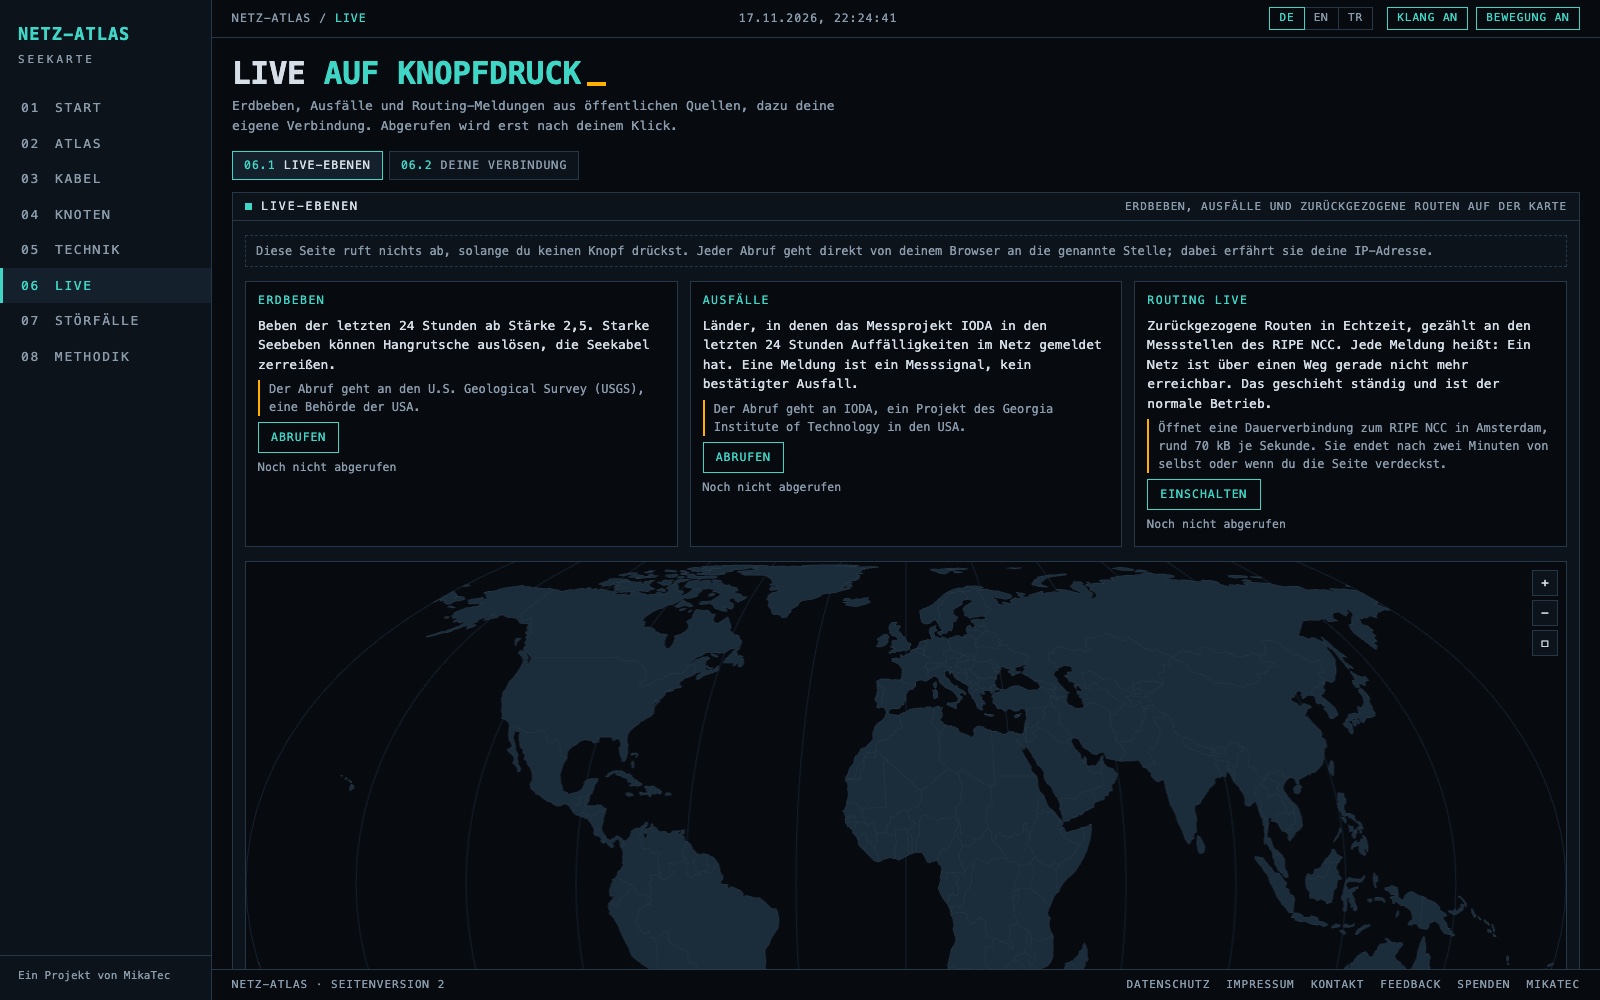 NETZ-ATLAS
SEEKARTE
01 START
02 ATLAS
03 KABEL
04 KNOTEN
05 TECHNIK
06 LIVE
07 STÖRFÄLLE
08 METHODIK
Ein Projekt von MikaTec
NETZ-ATLAS / LIVE
17.11.2026, 22:24:41
DE EN TR
KLANG AN
BEWEGUNG AN
LIVE AUF KNOPFDRUCK_
Erdbeben, Ausfälle und Routing-Meldungen aus öffentlichen Quellen, dazu deine
eigene Verbindung. Abgerufen wird erst nach deinem Klick.
06.1 LIVE-EBENEN
06.2 DEINE VERBINDUNG
LIVE-EBENEN
ERDBEBEN, AUSFÄLLE UND ZURÜCKGEZOGENE ROUTEN AUF DER KARTE
Diese Seite ruft nichts ab, solange du keinen Knopf drückst. Jeder Abruf geht direkt von deinem Browser an die genannte Stelle; dabei erfährt sie deine IP-Adresse.
ERDBEBEN
Beben der letzten 24 Stunden ab Stärke 2,5. Starke
Seebeben können Hangrutsche auslösen, die Seekabel
zerreißen.
Der Abruf geht an den U.S. Geological Survey (USGS),
eine Behörde der USA.
ABRUFEN
Noch nicht abgerufen
AUSFÄLLE
Länder, in denen das Messprojekt IODA in den
letzten 24 Stunden Auffälligkeiten im Netz gemeldet
hat. Eine Meldung ist ein Messsignal, kein
bestätigter Ausfall.
Der Abruf geht an IODA, ein Projekt des Georgia
Institute of Technology in den USA.
ABRUFEN
Noch nicht abgerufen
ROUTING LIVE
Zurückgezogene Routen in Echtzeit, gezählt an den
Messstellen des RIPE NCC. Jede Meldung heißt: Ein
Netz ist über einen Weg gerade nicht mehr
erreichbar. Das geschieht ständig und ist der
normale Betrieb.
Öffnet eine Dauerverbindung zum RIPE NCC in Amsterdam,
rund 70 kB je Sekunde. Sie endet nach zwei Minuten von
selbst oder wenn du die Seite verdeckst.
EINSCHALTEN
Noch nicht abgerufen
+
−
NETZ-ATLAS · SEITENVERSION 2
DATENSCHUTZ IMPRESSUM KONTAKT FEEDBACK SPENDEN MIKATEC